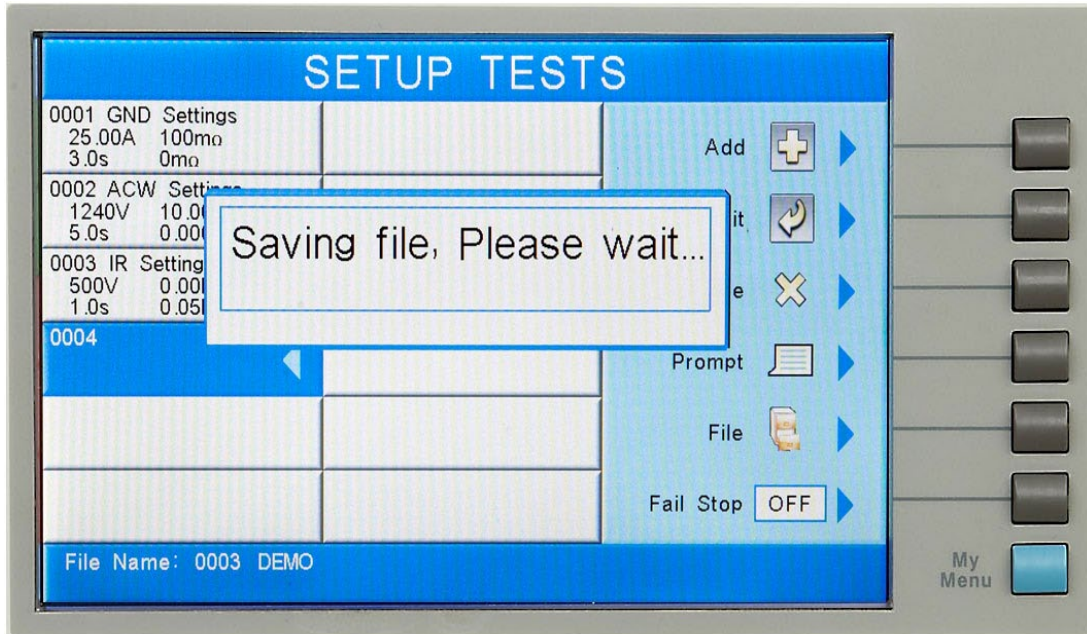 SETUP TESTS
0001 GND Settings
25.00A 100mΩ
3.0s 0mΩ
0002 ACW
1240V
5.0s
0003 IR
500V
1.0s
0004
Saving file, Please wait...
Add
Prompt
File
Fail Stop OFF
File Name: 0003 DEMO
My
Menu